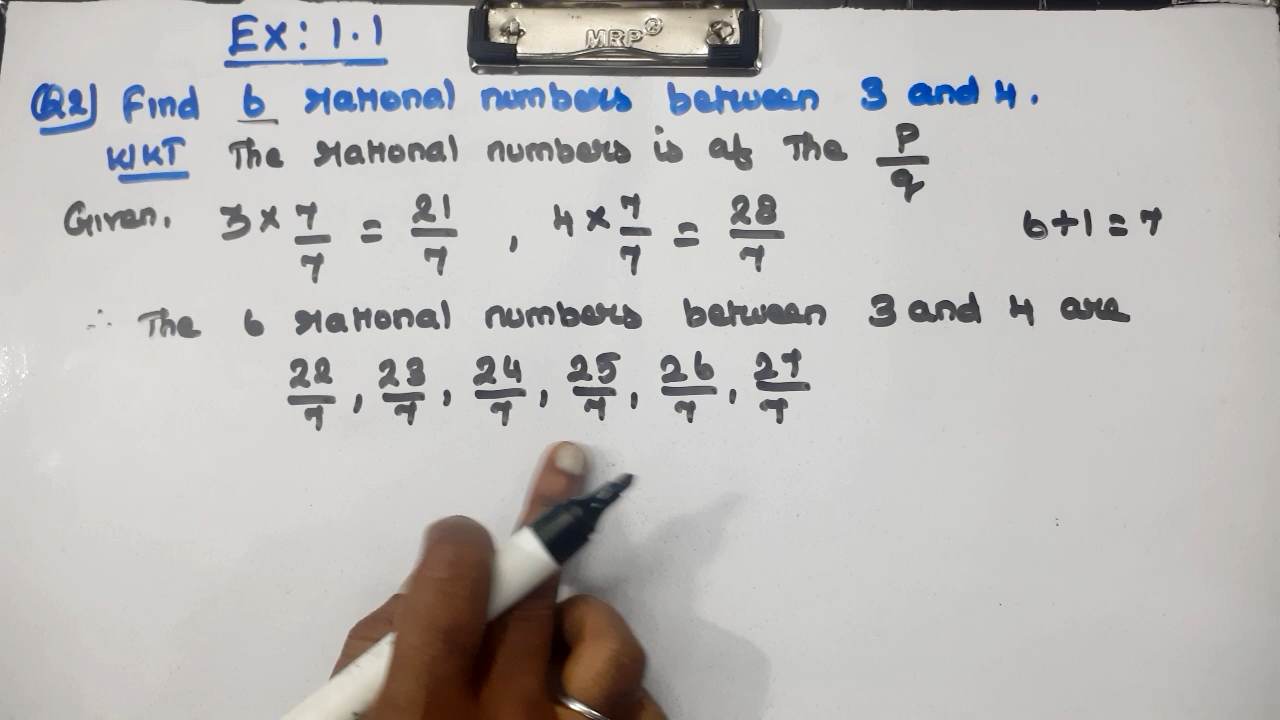 MRP®
Ex: 1.1
Q2) Find 6 rational numbers between 3 and 4.
WKT The rational numbers is of the P/q
Given, 3 × 7/7 = 21/7 , 4 × 7/7 = 28/7 6+1=7
∴ The 6 rational numbers between 3 and 4 are
22/7, 23/7, 24/7, 25/7, 26/7, 27/7